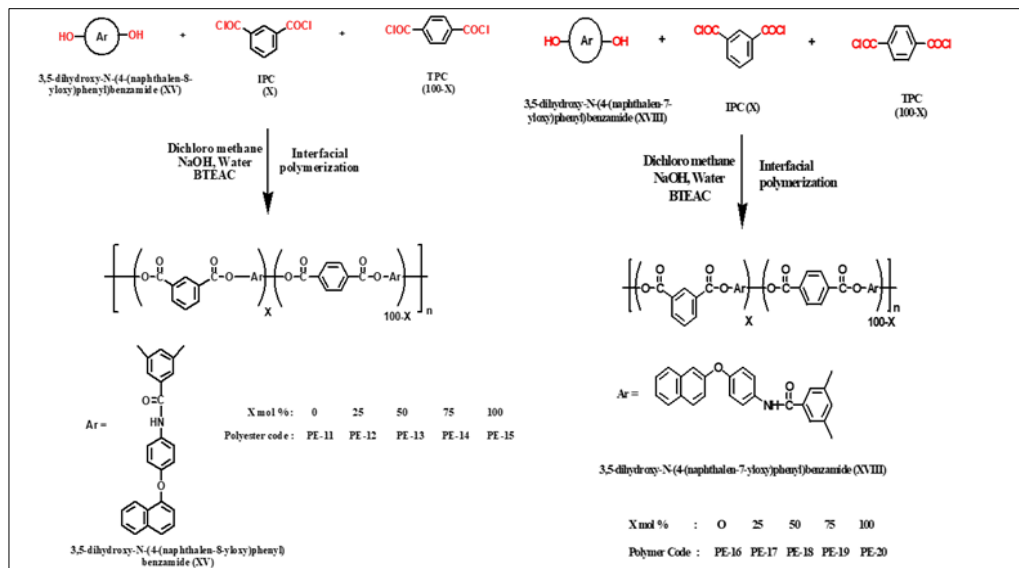 HO
Ar
OH
+
ClOC
COCl
+
ClOC
COCl
3,5-dihydroxy-N-(4-(naphthalen-8-
yloxy)phenyl)benzamide (XV)
IPC
(X)
TPC
(100-X)
Dichloro methane
NaOH, Water
BTEAC
Interfacial
polymerization
O
O
O
O
O-C
C-O-Ar
O-C
C-O-Ar
X
100-X
n
Ar =
O=C
NH
O
3,5-dihydroxy-N-(4-(naphthalen-8-yloxy)phenyl)
benzamide (XV)
X mol %: 0 25 50 75 100
Polyester code : PE-11 PE-12 PE-13 PE-14 PE-15
HO
Ar
OH
+
ClOC
COCl
+
ClOC
COCl
3,5-dihydroxy-N-(4-(naphthalen-7-
yloxy)phenyl)benzamide (XVIII)
IPC (X)
TPC
(100-X)
Dichloro methane
NaOH, Water
BTEAC
Interfacial
polymerization
O
O
O
O
O-C
C-O-Ar
O-C
C-O-Ar
X
100-X
n
Ar =
O
O
NH-C
3,5-dihydroxy-N-(4-(naphthalen-7-yloxy)phenyl)benzamide (XVIII)
X mol % : O 25 50 75 100
Polymer Code : PE-16 PE-17 PE-18 PE-19 PE-20